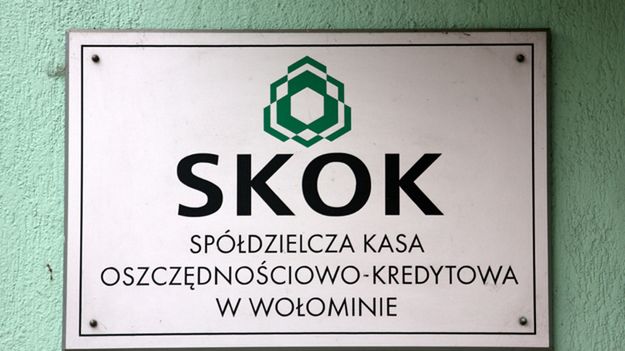 SKOK
SPÓŁDZIELCZA KASA
OSZCZĘDNOŚCIOWO-KREDYTOWA
W WOŁOMINIE